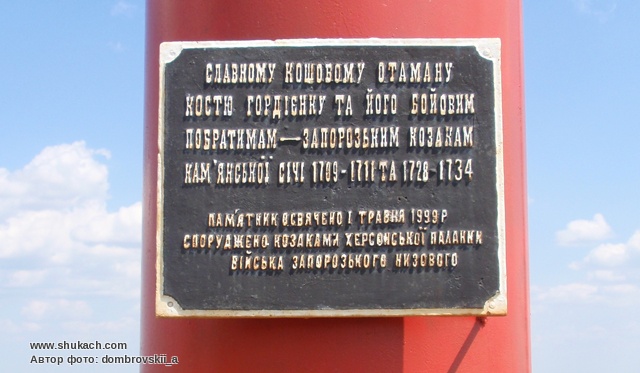 СЛАВНОМУ КОШОВОМУ ОТАМАНУ
КОСТЮ ГОРДІЄНКУ ТА ЙОГО БОЙОВИМ
ПОБРАТИМАМ — ЗАПОРОЗЬКИМ КОЗАКАМ
КАМ'ЯНСЬКОЇ СІЧІ 1709-1711 ТА 1728-1734
ПАМ'ЯТНИК ОСВЯЧЕНО 1 ТРАВНЯ 1999 Р
СПОРУДЖЕНО КОЗАКАМИ ХЕРСОНСЬКОЇ ПАЛАНКИ
ВІЙСЬКА ЗАПОРОЗЬКОГО НИЗОВОГО
www.shukach.com
Автор фото: dombrovskii_a